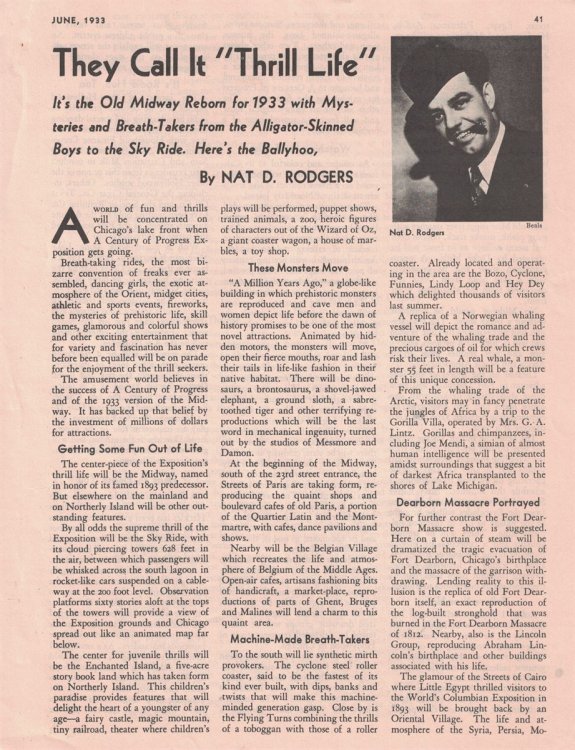 JUNE, 1933
41
They Call It "Thrill Life"
It's the Old Midway Reborn for 1933 with Mys-
teries and Breath-Takers from the Alligator-Skinned
Boys to the Sky Ride. Here's the Ballyhoo,
By NAT D. RODGERS
Beals
Nat D. Rodgers
A WORLD of fun and thrills
will be concentrated on
Chicago's lake front when
A Century of Progress Ex-
position gets going.
Breath-taking rides, the most bi-
zarre convention of freaks ever as-
sembled, dancing girls, the exotic at-
mosphere of the Orient, midget cities,
athletic and sports events, fireworks,
the mysteries of prehistoric life, skill
games, glamorous and colorful shows
and other exciting entertainment that
for variety and fascination has never
before been equalled will be on parade
for the enjoyment of the thrill seekers.
The amusement world believes in
the success of A Century of Progress
and of the 1933 version of the Mid-
way. It has backed up that belief by
the investment of millions of dollars
for attractions.
Getting Some Fun Out of Life
The center-piece of the Exposition's
thrill life will be the Midway, named
in honor of its famed 1893 predecessor.
But elsewhere on the mainland and
on Northerly Island will be other out-
standing features.
By all odds the supreme thrill of the
Exposition will be the Sky Ride, with
its cloud piercing towers 628 feet in
the air, between which passengers will
be whisked across the south lagoon in
rocket-like cars suspended on a cable-
way at the 200 foot level. Observation
platforms sixty stories aloft at the tops
of the towers will provide a view of
the Exposition grounds and Chicago
spread out like an animated map far
below.
The center for juvenile thrills will
be the Enchanted Island, a five-acre
story book land which has taken form
on Northerly Island. This children's
paradise provides features that will
delight the heart of a youngster of any
age—a fairy castle, magic mountain,
tiny railroad, theater where children's
plays will be performed, puppet shows,
trained animals, a zoo, heroic figures
of characters out of the Wizard of Oz,
a giant coaster wagon, a house of mar-
bles, a toy shop.
These Monsters Move
"A Million Years Ago," a globe-like
building in which prehistoric monsters
are reproduced and cave men and
women depict life before the dawn of
history promises to be one of the most
novel attractions. Animated by hid-
den motors, the monsters will move,
open their fierce mouths, roar and lash
their tails in life-like fashion in their
native habitat. There will be dino-
saurs, a brontosaurus, a shovel-jawed
elephant, a ground sloth, a sabre-
toothed tiger and other terrifying re-
productions which will be the last
word in mechanical ingenuity, turned
out by the studios of Messmore and
Damon.
At the beginning of the Midway,
south of the 23rd street entrance, the
Streets of Paris are taking form, re-
producing the quaint shops and
boulevard cafes of old Paris, a portion
of the Quartier Latin and the Mont-
martre, with cafes, dance pavilions and
shows.
Nearby will be the Belgian Village
which recreates the life and atmos-
phere of Belgium of the Middle Ages.
Open-air cafes, artisans fashioning bits
of handicraft, a market-place, repro-
ductions of parts of Ghent, Bruges
and Malines will lend a charm to this
quaint area.
Machine-Made Breath-Takers
To the south will lie synthetic mirth
provokers. The cyclone steel roller
coaster, said to be the fastest of its
kind ever built, with dips, banks and
twists that will make this machine-
minded generation gasp. Close by is
the Flying Turns combining the thrills
of a toboggan with those of a roller
coaster. Already located and operat-
ing in the area are the Bozo, Cyclone,
Funnies, Lindy Loop and Hey Dey
which delighted thousands of visitors
last summer.
A replica of a Norwegian whaling
vessel will depict the romance and ad-
venture of the whaling trade and the
precious cargoes of oil for which crews
risk their lives. A real whale, a mon-
ster 55 feet in length will be a feature
of this unique concession.
From the whaling trade of the
Arctic, visitors may in fancy penetrate
the jungles of Africa by a trip to the
Gorilla Villa, operated by Mrs. G. A.
Lintz. Gorillas and chimpanzees, in-
cluding Joe Mendi, a simian of almost
human intelligence will be presented
amidst surroundings that suggest a bit
of darkest Africa transplanted to the
shores of Lake Michigan.
Dearborn Massacre Portrayed
For further contrast the Fort Dear-
born Massacre show is suggested.
Here on a curtain of steam will be
dramatized the tragic evacuation of
Fort Dearborn, Chicago's birthplace
and the massacre of the garrison with-
drawing. Lending reality to this il-
lusion is the replica of old Fort Dear-
born itself, an exact reproduction of
the log-built stronghold that was
burned in the Fort Dearborn Massacre
of 1812. Nearby, also is the Lincoln
Group, reproducing Abraham Lin-
coln's birthplace and other buildings
associated with his life.
The glamour of the Streets of Cairo
where Little Egypt thrilled visitors to
the World's Columbian Exposition in
1893 will be brought back by an
Oriental Village. The life and at-
mosphere of the Syria, Persia, Mo-